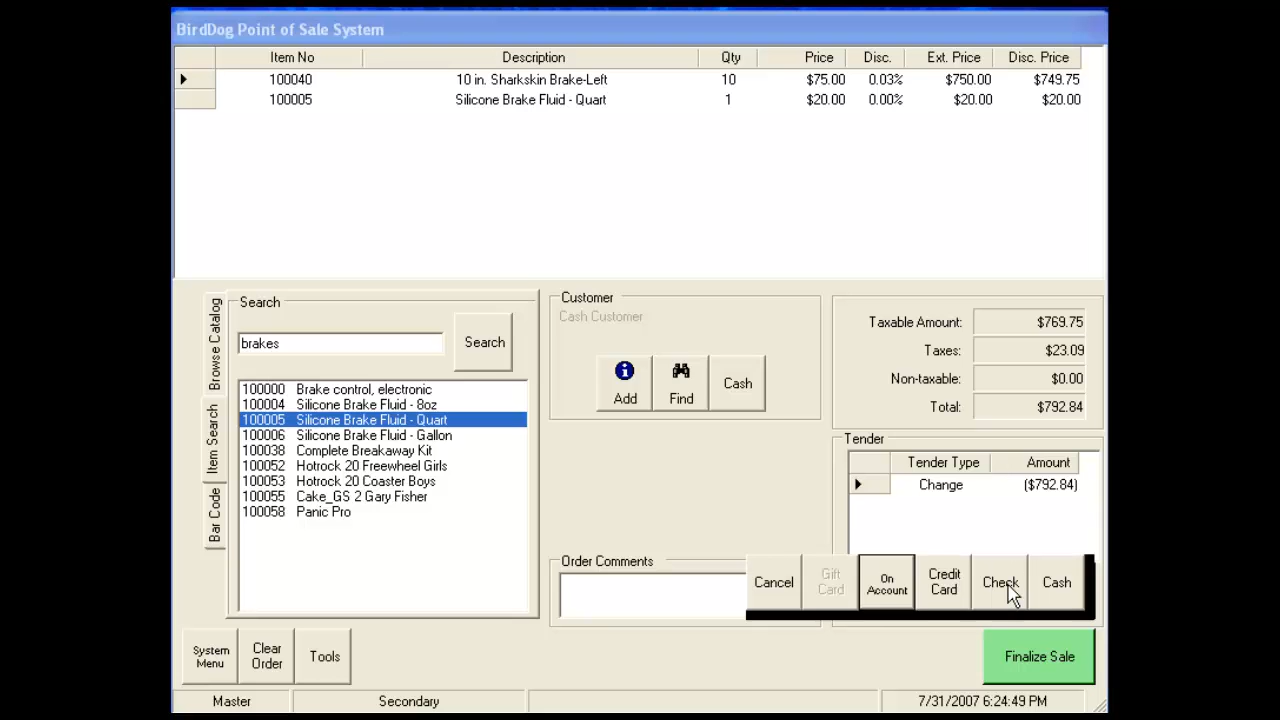 BirdDog Point of Sale System
Item No Description Qty Price Disc. Ext. Price Disc. Price
100040 10 in. Sharkskin Brake-Left 10 $75.00 0.03% $750.00 $749.75
100005 Silicone Brake Fluid - Quart 1 $20.00 0.00% $20.00 $20.00
Browse Catalog
Item Search
Bar Code
Search
brakes
Search
100000 Brake control, electronic
100004 Silicone Brake Fluid - 8oz
100005 Silicone Brake Fluid - Quart
100006 Silicone Brake Fluid - Gallon
100038 Complete Breakaway Kit
100052 Hotrock 20 Freewheel Girls
100053 Hotrock 20 Coaster Boys
100055 Cake_GS 2 Gary Fisher
100058 Panic Pro
Customer
Cash Customer
Add Find Cash
Order Comments
Taxable Amount: $769.75
Taxes: $23.09
Non-taxable: $0.00
Total: $792.84
Tender
Tender Type Amount
Change ($792.84)
Cancel
Gift
Card
On
Account
Credit
Card
Check
Cash
System
Menu
Clear
Order
Tools
Finalize Sale
Master Secondary 7/31/2007 6:24:49 PM